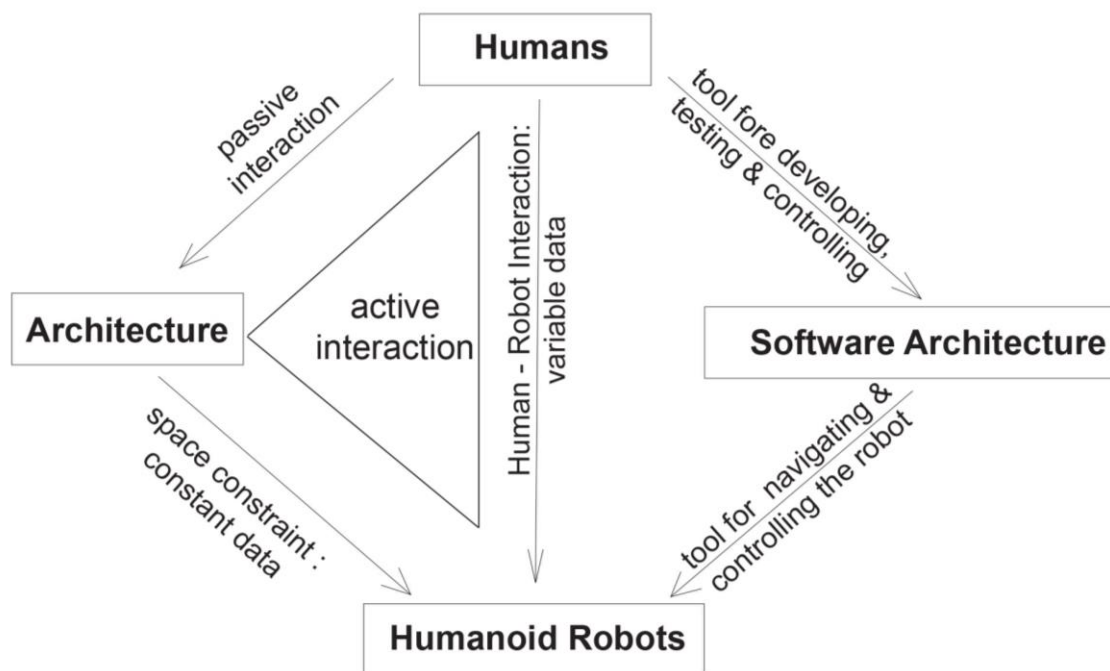 Humans
passive
interaction
tool fore developing,
testing & controlling
Human - Robot Interaction:
variable data
active
interaction
Architecture
Software Architecture
space constraint :
constant data
tool for navigating &
controlling the robot
Humanoid Robots